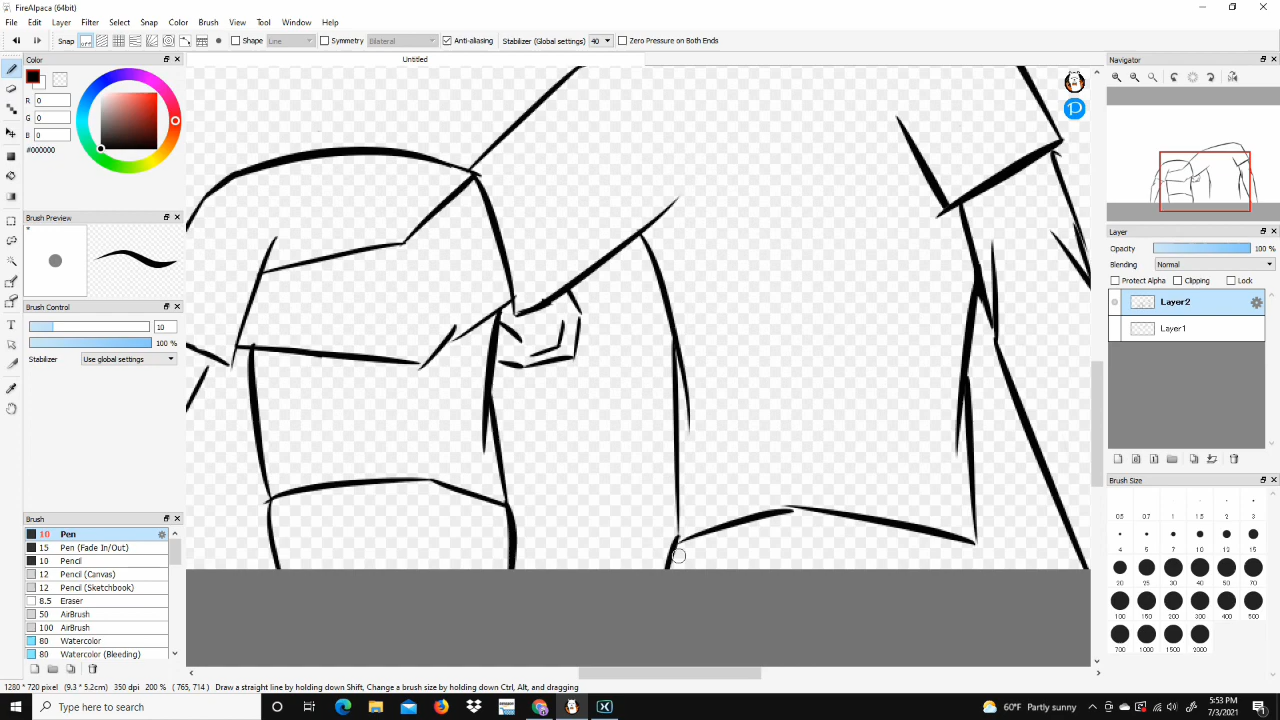 FireAlpaca (64bit)
File Edit Layer Filter Select Snap Color Brush View Tool Window Help
Snap Shape Line Symmetry Bilateral Anti-aliasing Stabilizer (Global settings) 40 Zero Pressure on Both Ends
Untitled
Color
R 0
G 0
B 0
#000000
Brush Preview
*
Brush Control
10
100 %
Stabilizer Use global settings
Brush
10 Pen
15 Pen (Fade In/Out)
10 Pencil
12 Pencil (Canvas)
12 Pencil (Sketchbook)
8.5 Eraser
50 AirBrush
100 AirBrush
80 Watercolor
80 Watercolor (Bleeding)
Navigator
Layer
Opacity 100 %
Blending Normal
Protect Alpha Clipping Lock
Layer2
Layer1
Brush Size
0.5 0.7 1 1.5 2 3
4 5 7 10 12 15
20 25 30 40 50 70
100 150 200 300 400 500
700 1000 1500 2000
1280 * 720 pixel (9.3 * 5.2cm) 350 dpi 200 % ( 765, 714 ) Draw a straight line by holding down Shift, Change a brush size by holding down Ctrl, Alt, and dragging
Type here to search
60°F Partly sunny
5:53 PM
7/3/2021